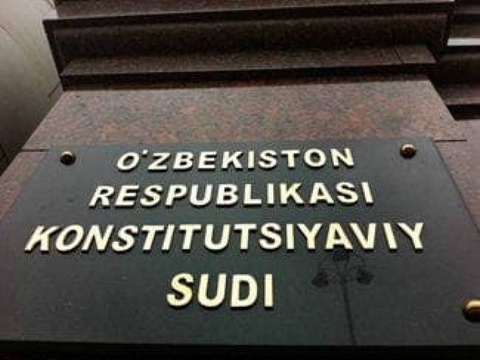 O'ZBEKISTON
RESPUBLIKASI
KONSTITUTSIYAVIY
SUDI